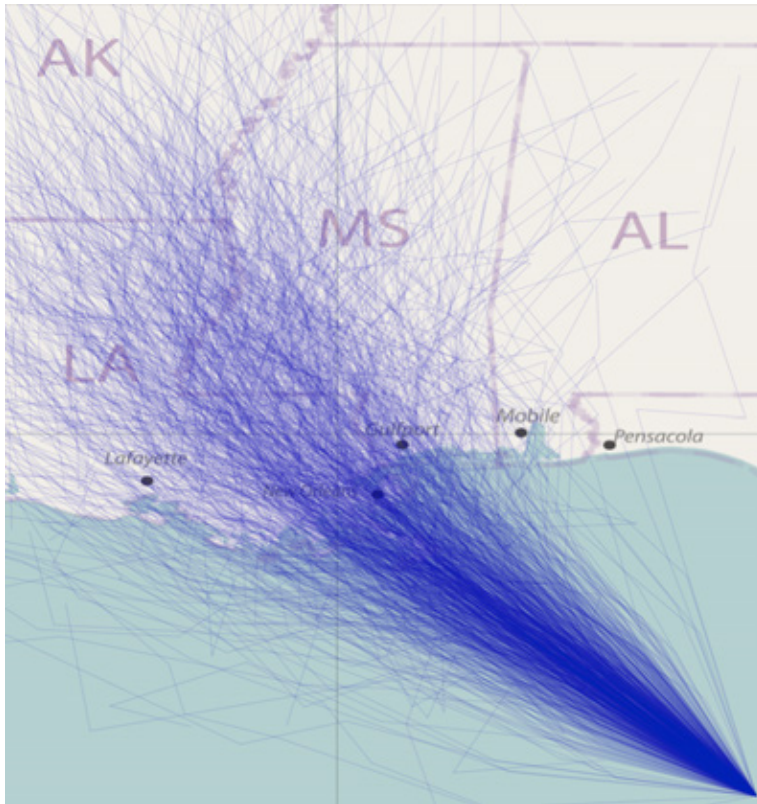 AK
MS
AL
LA
Mobile
Gulfport
Pensacola
Lafayette
New Orleans